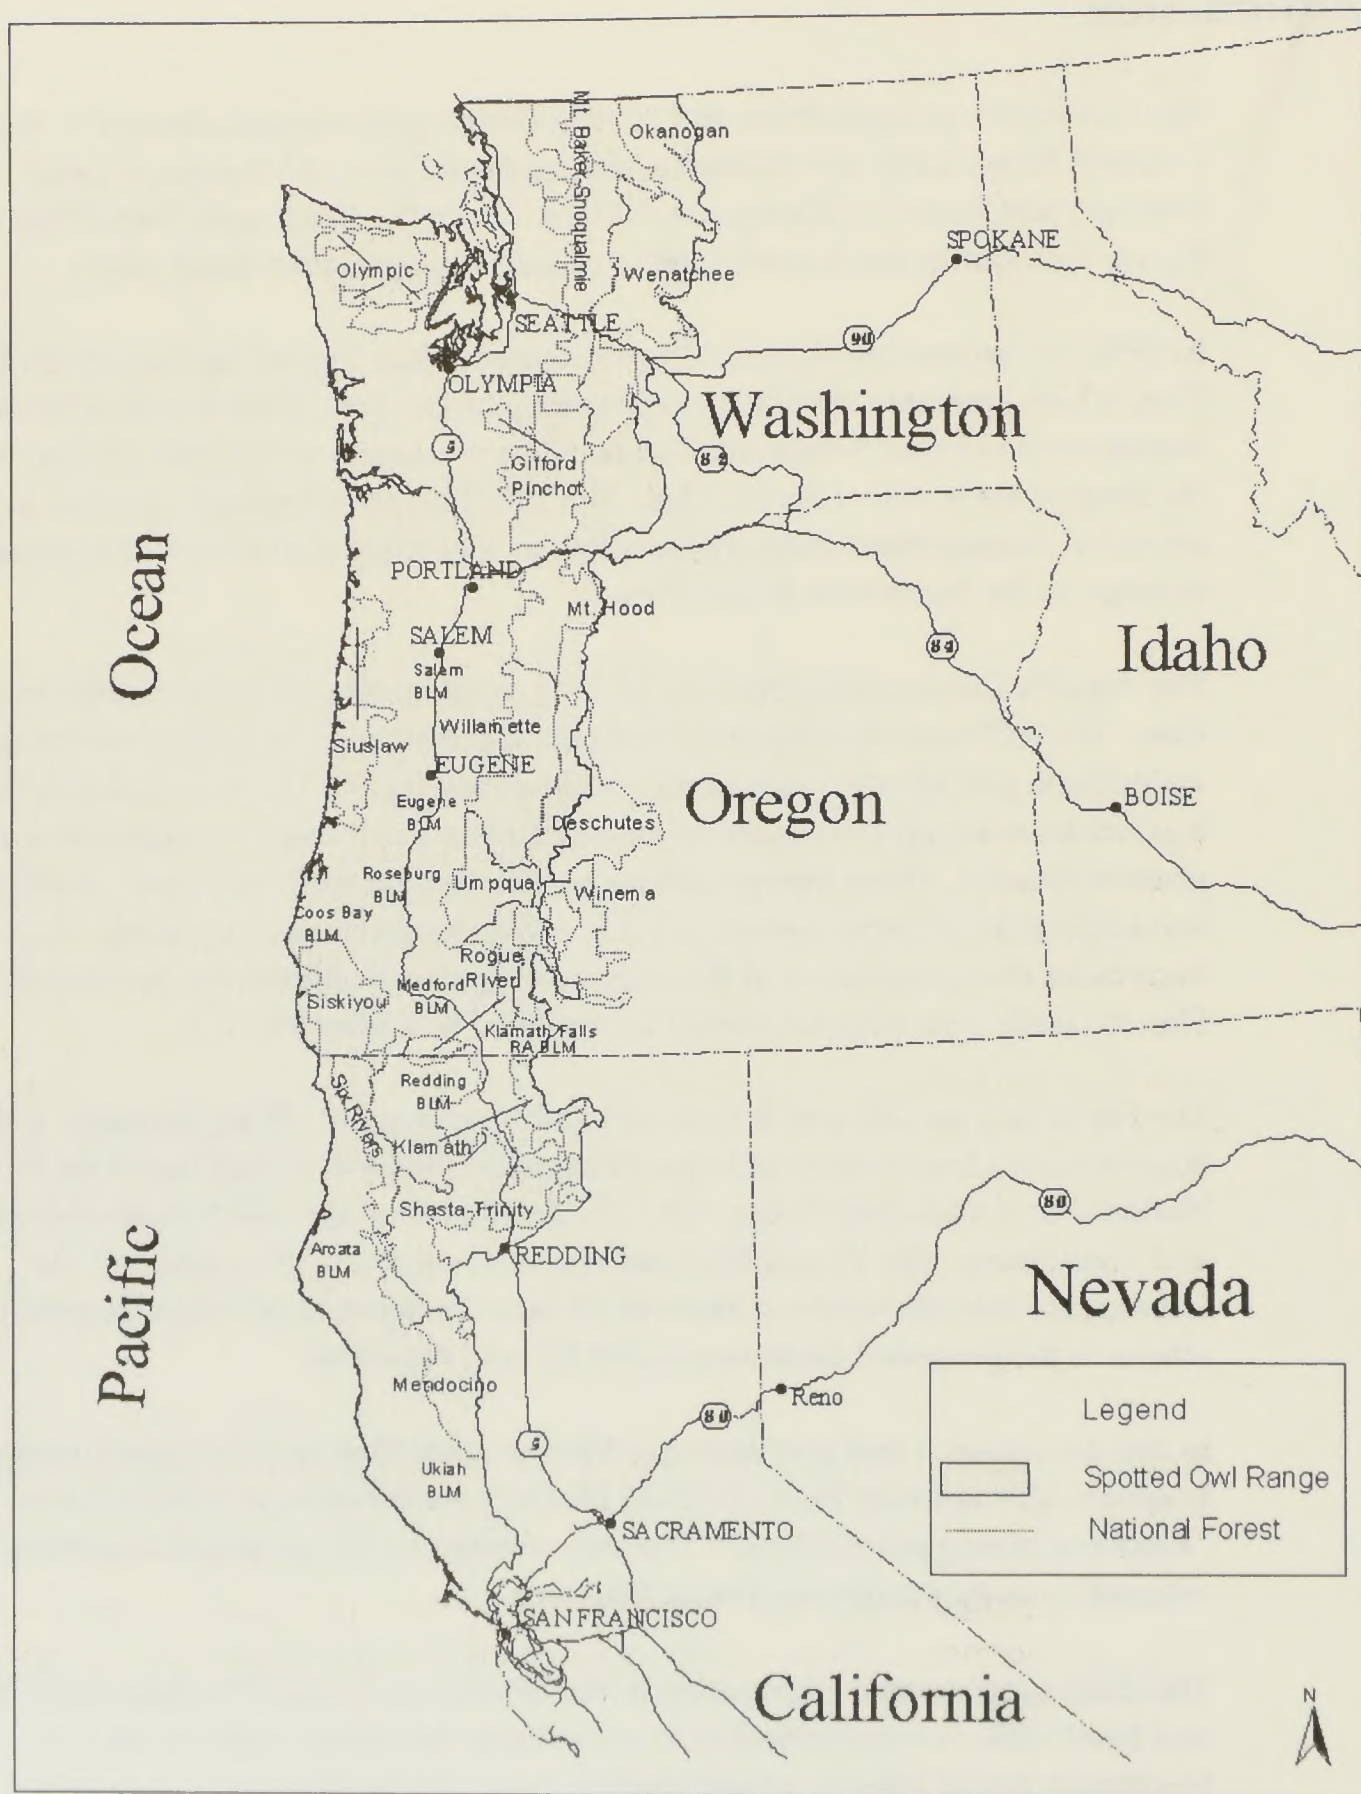 Okanogan
Mt. Baker-Snoqualmie
SPOKANE
Olympic
Wenatchee
SEATTLE
90
OLYMPIA
Washington
5
82
Gifford
Pinchot
Ocean
PORTLAND
Mt. Hood
SALEM
Idaho
84
Salem
BLM
Willamette
Siuslaw
EUGENE
Oregon
BOISE
Eugene
BLM
Deschutes
Roseburg
BLM
Umpqua
Winema
Coos Bay
BLM
Rogue
River
Medford
BLM
Siskiyou
Klamath Falls
RA BLM
Redding
BLM
Six Rivers
Klamath
Shasta-Trinity
80
Pacific
Arcata
BLM
REDDING
Nevada
Mendocino
Reno
80
Legend
5
Ukiah
BLM
Spotted Owl Range
SACRAMENTO
National Forest
SAN FRANCISCO
California
N